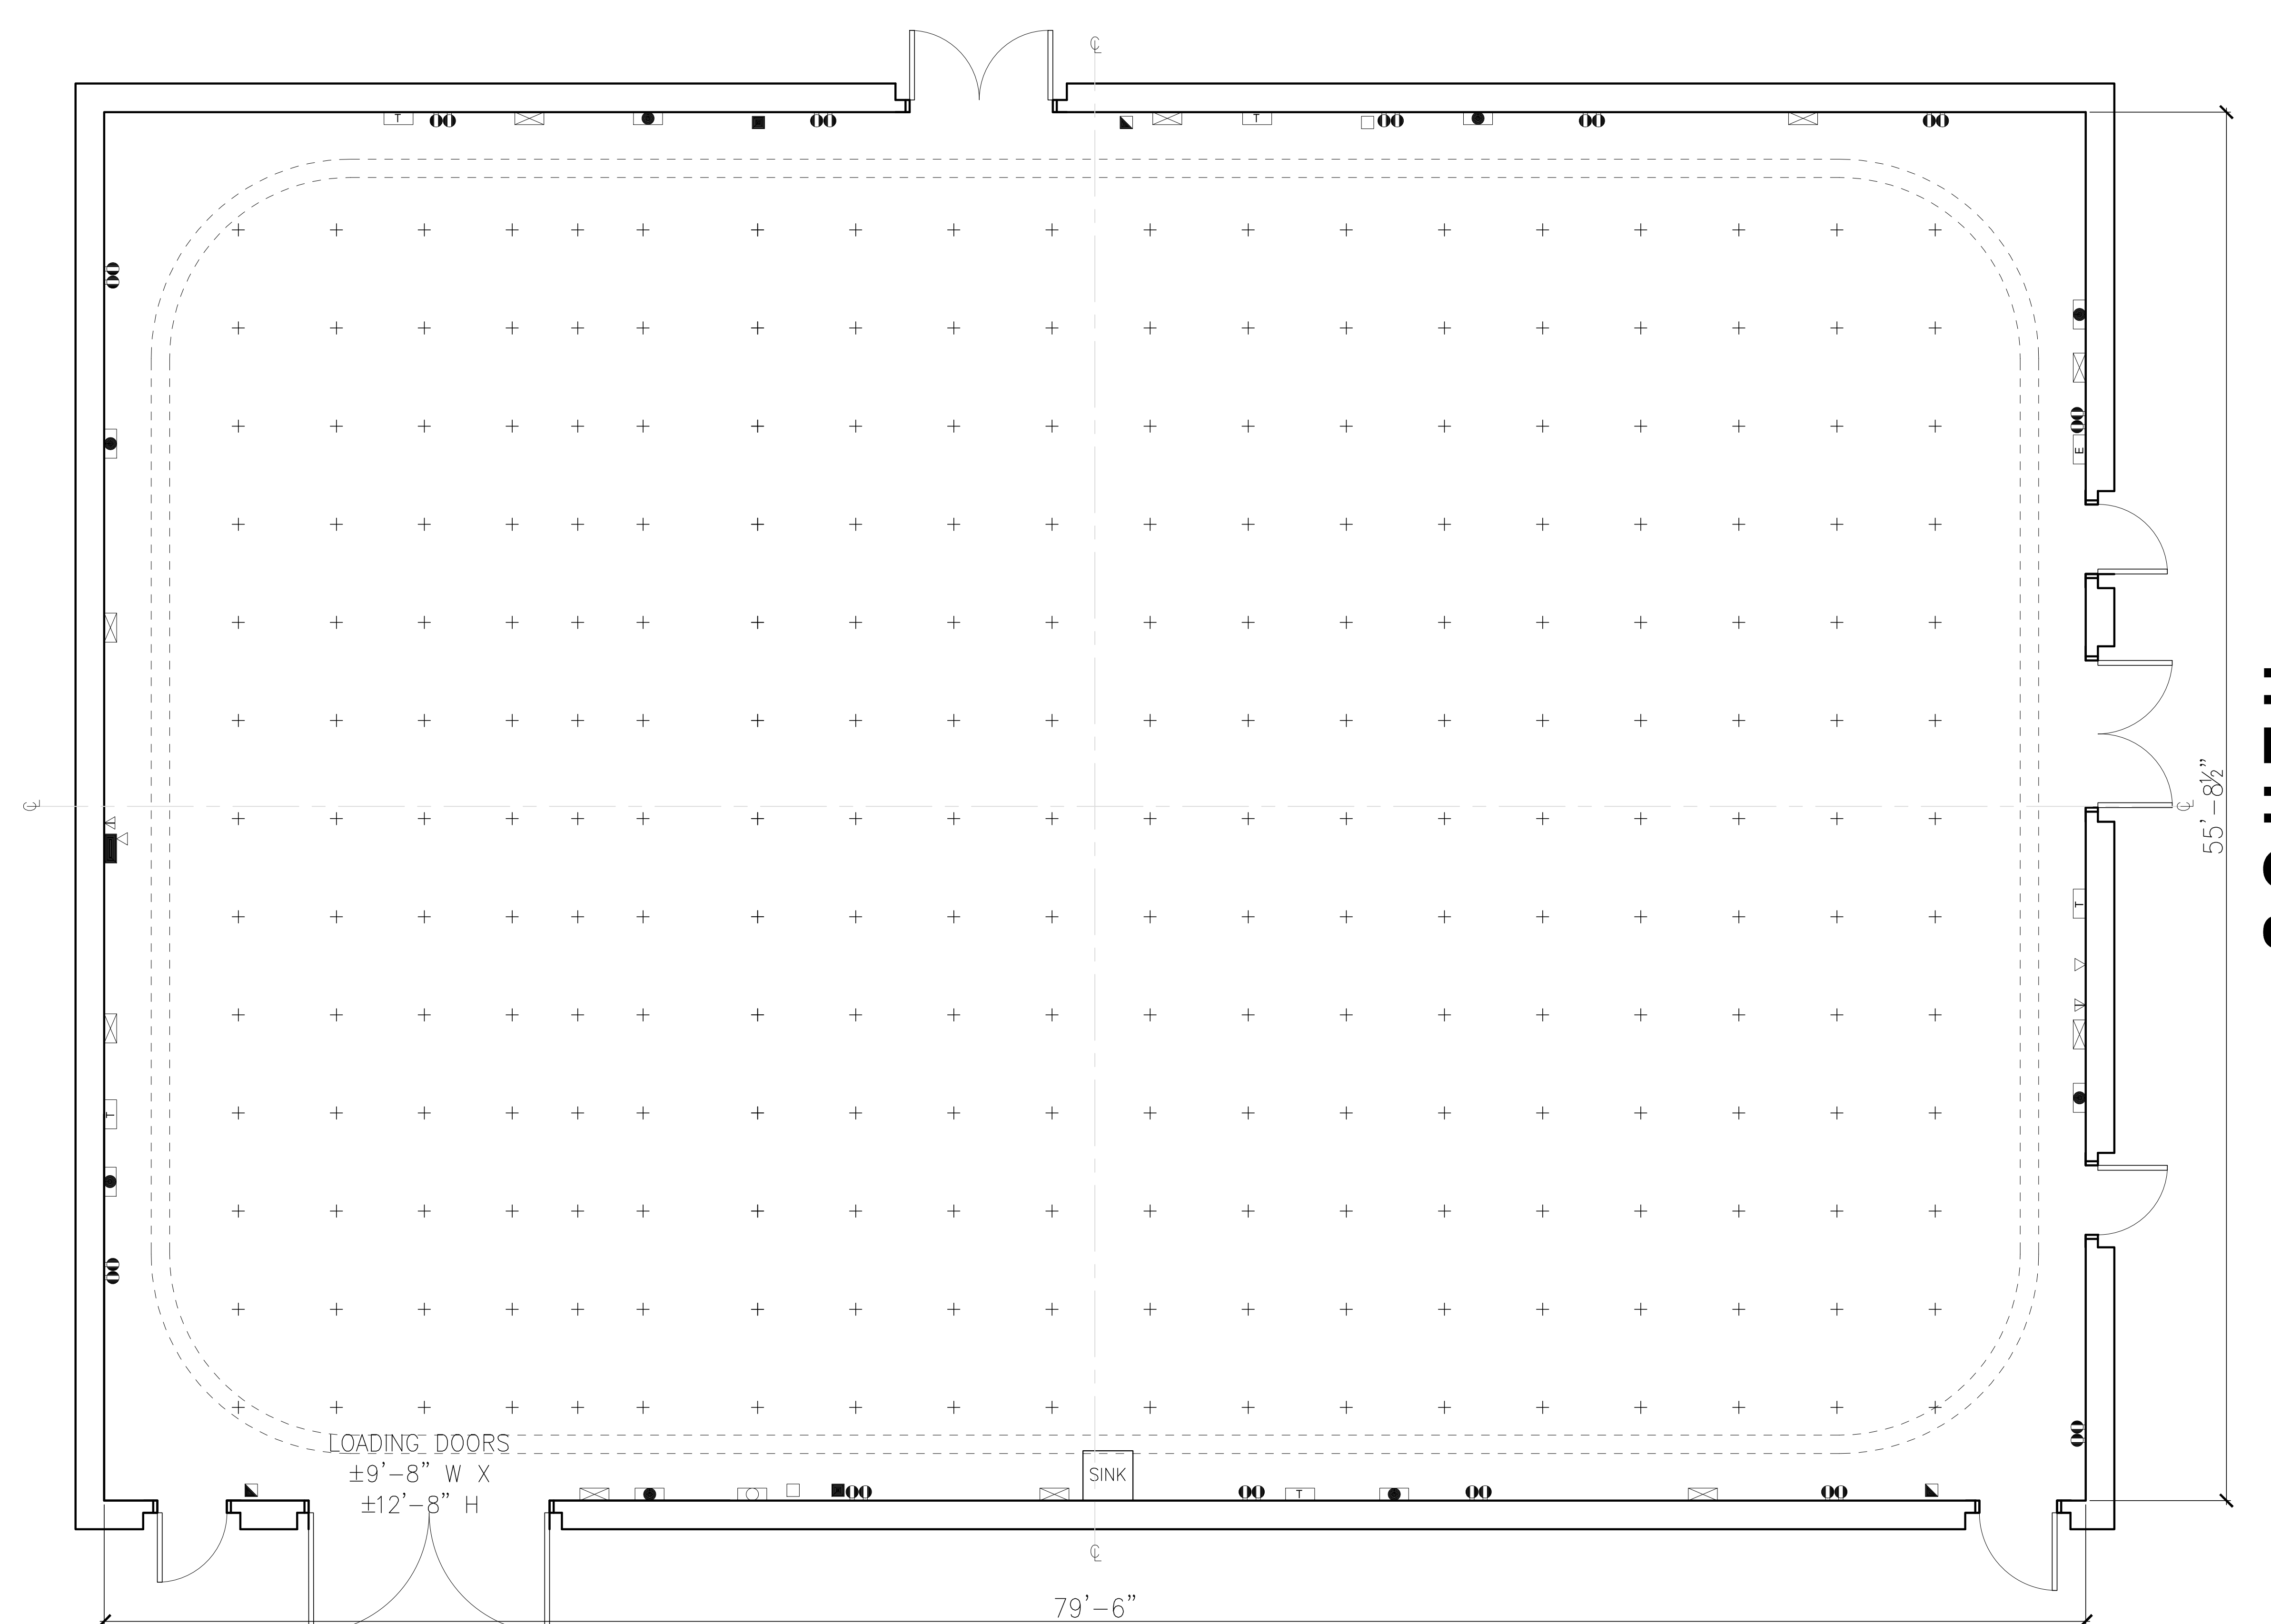 T
T
E
55'-8½"
T
T
LOADING DOORS
±9'-8" W X
±12'-8" H
SINK
T
79'-6"